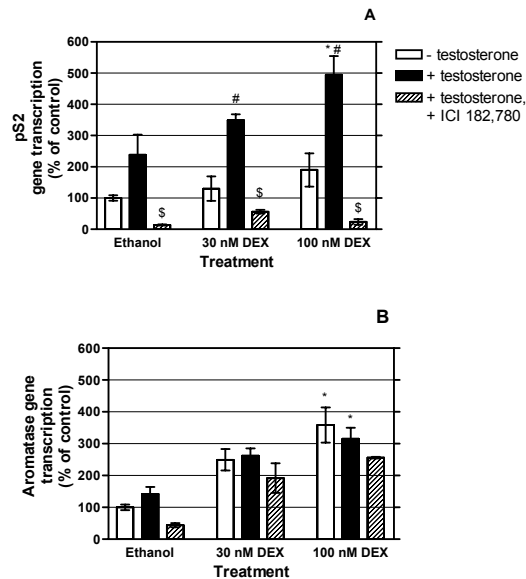 A
600
500
400
300
200
100
0
pS2
gene transcription
(% of control)
* #
#
$
$
$
Ethanol 30 nM DEX 100 nM DEX
Treatment
- testosterone
+ testosterone
+ testosterone,
+ ICI 182,780
B
600
500
400
300
200
100
0
Aromatase gene
transcription
(% of control)
*
*
Ethanol 30 nM DEX 100 nM DEX
Treatment